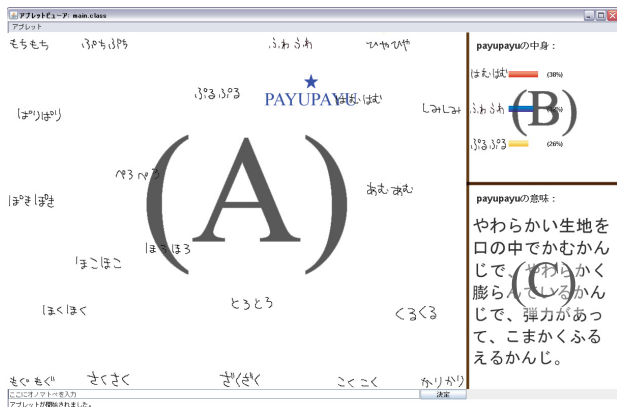 アプレットビューア: main.class
アプレット
もちもち
ぷちぷち
ふわふわ
ひやひや
ぷるぷる
PAYUPAYU
はむはむ
ぱりぱり
しみしみ
(A)
ぺろぺろ
あむあむ
ぽきぽき
ほろほろ
ほこほこ
ほくほく
とろとろ
くるくる
もぐもぐ
さくさく
ざくざく
こくこく
かりかり
ここにオノマトペを入力
決定
アプレットが開始されました。
payupayuの中身：
はむはむ (38%)
ふわふわ
ぷるぷる (26%)
(B)
payupayuの意味：
やわらかい生地を
口の中でかむかん
じで、やわらかく
膨らんでいるかん
じで、弾力があっ
て、こまかくふる
えるかんじ。
(C)